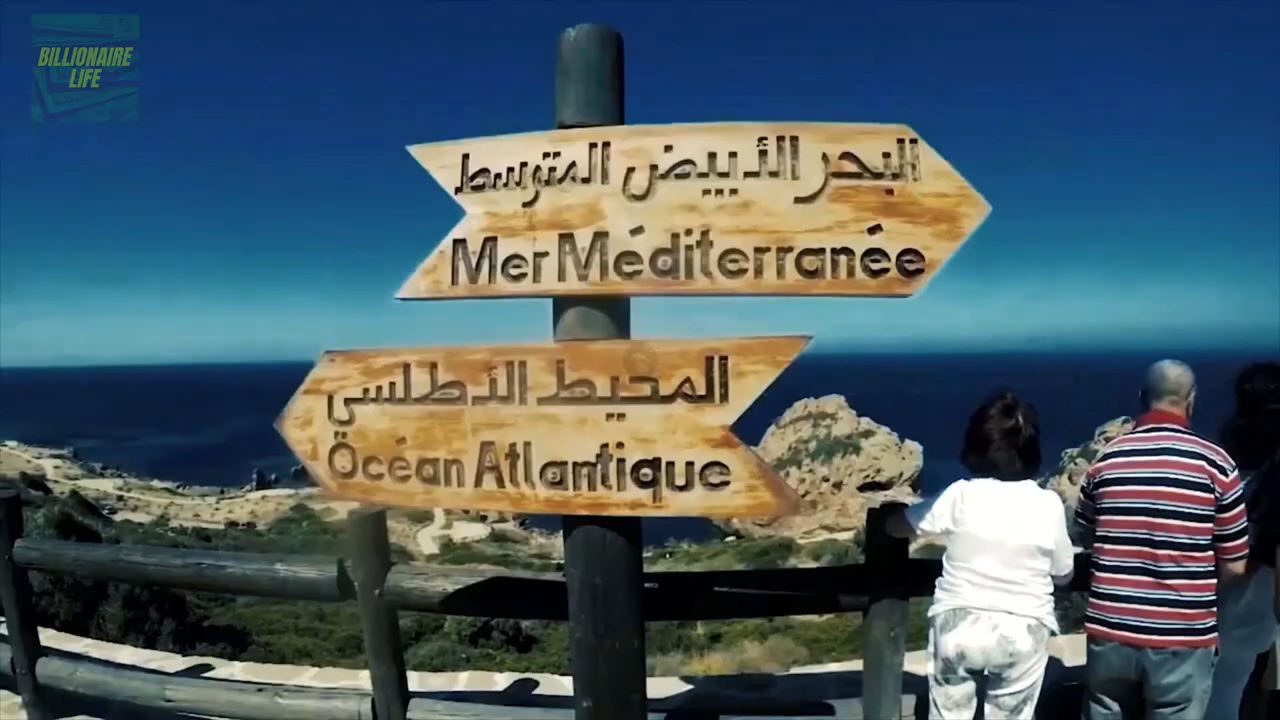 BILLIONAIRE
LIFE
البحر الأبيض المتوسط
Mer Méditerranée
المحيط الأطلسي
Océan Atlantique